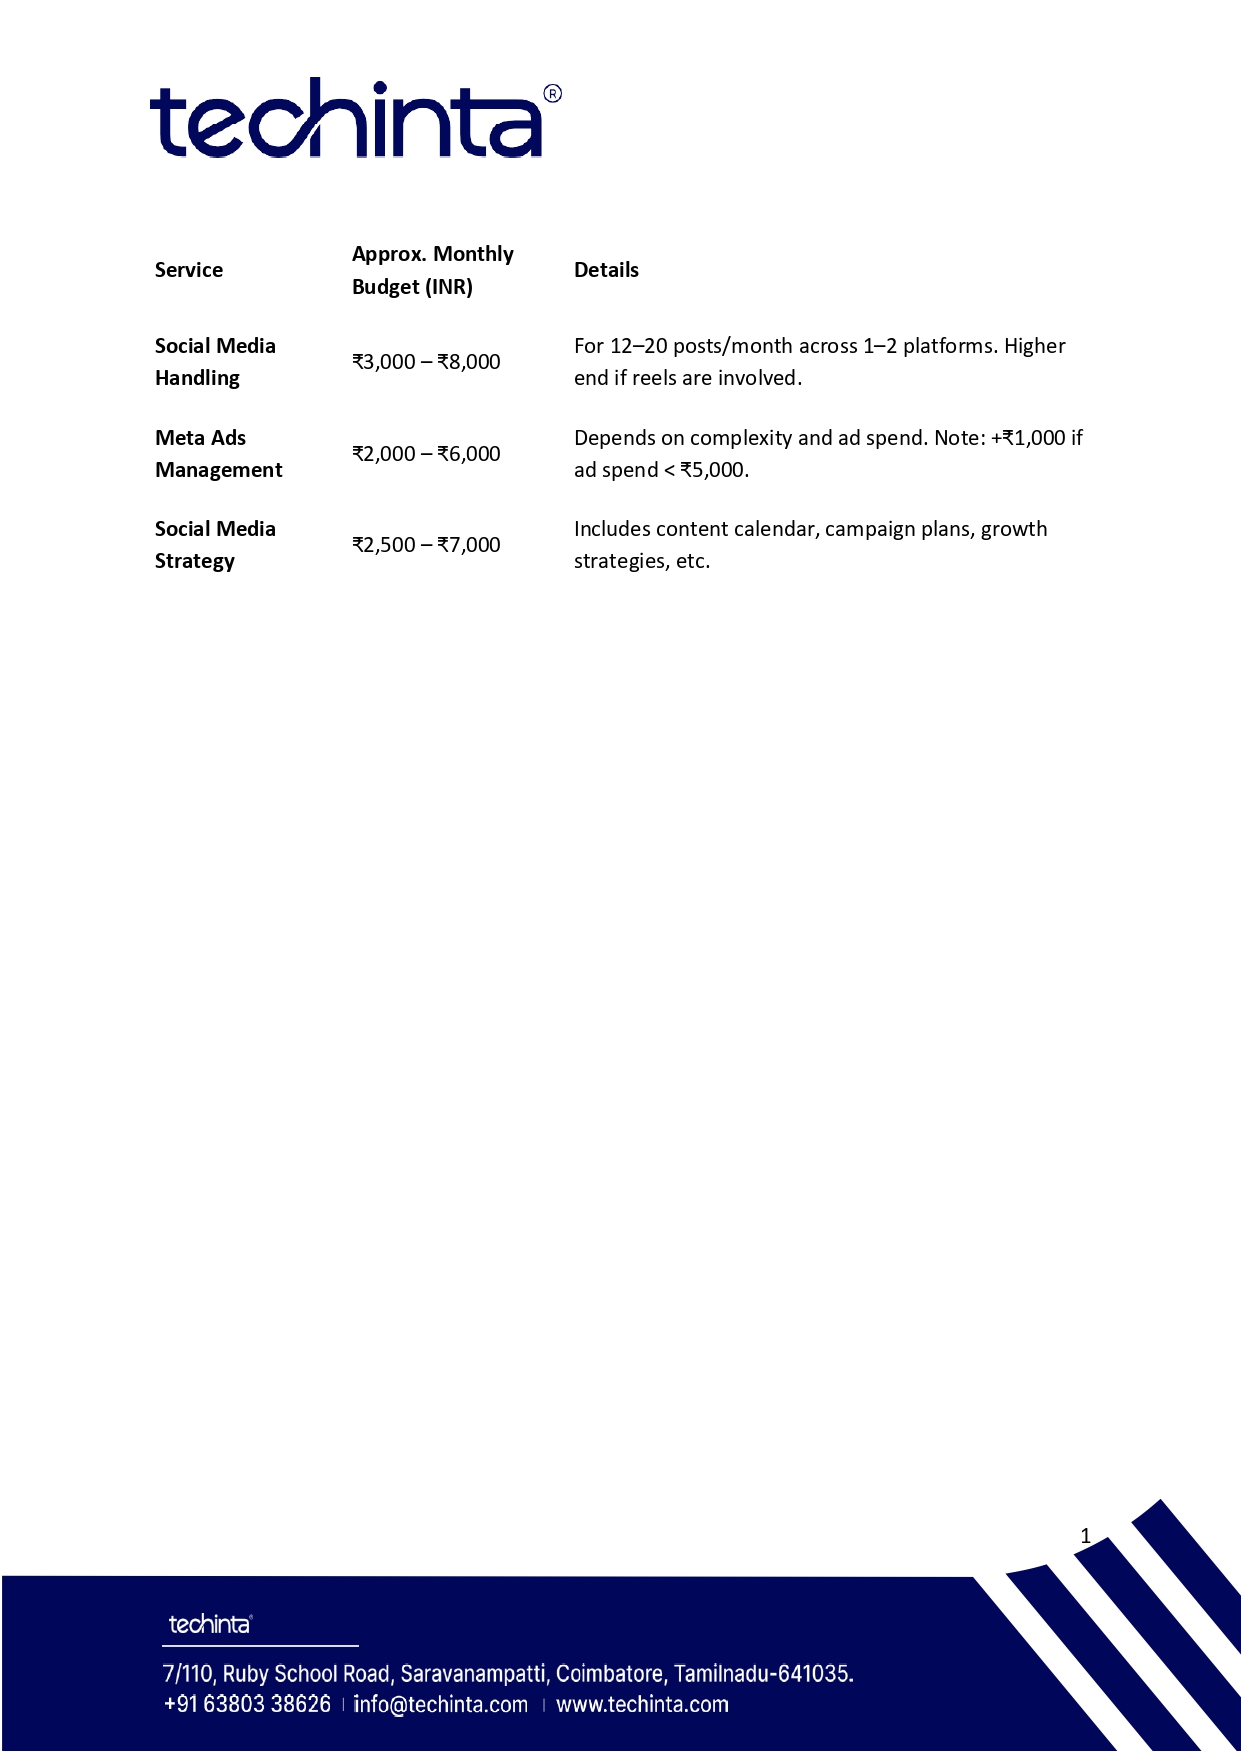 techinta®
Service
Approx. Monthly
Budget (INR)
Details
Social Media
Handling
₹3,000 – ₹8,000
For 12–20 posts/month across 1–2 platforms. Higher
end if reels are involved.
Meta Ads
Management
₹2,000 – ₹6,000
Depends on complexity and ad spend. Note: +₹1,000 if
ad spend < ₹5,000.
Social Media
Strategy
₹2,500 – ₹7,000
Includes content calendar, campaign plans, growth
strategies, etc.
1
techinta®
7/110, Ruby School Road, Saravanampatti, Coimbatore, Tamilnadu-641035.
+91 63803 38626 | info@techinta.com | www.techinta.com